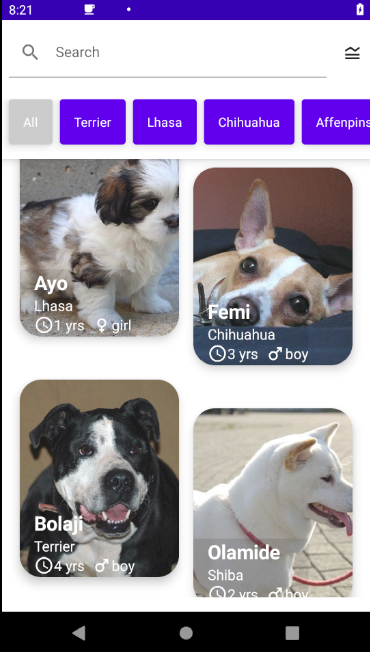 8:21
Search
All Terrier Lhasa Chihuahua Affenpins
Ayo
Lhasa
1 yrs girl
Femi
Chihuahua
3 yrs boy
Bolaji
Terrier
4 yrs boy
Olamide
Shiba
2 yrs boy